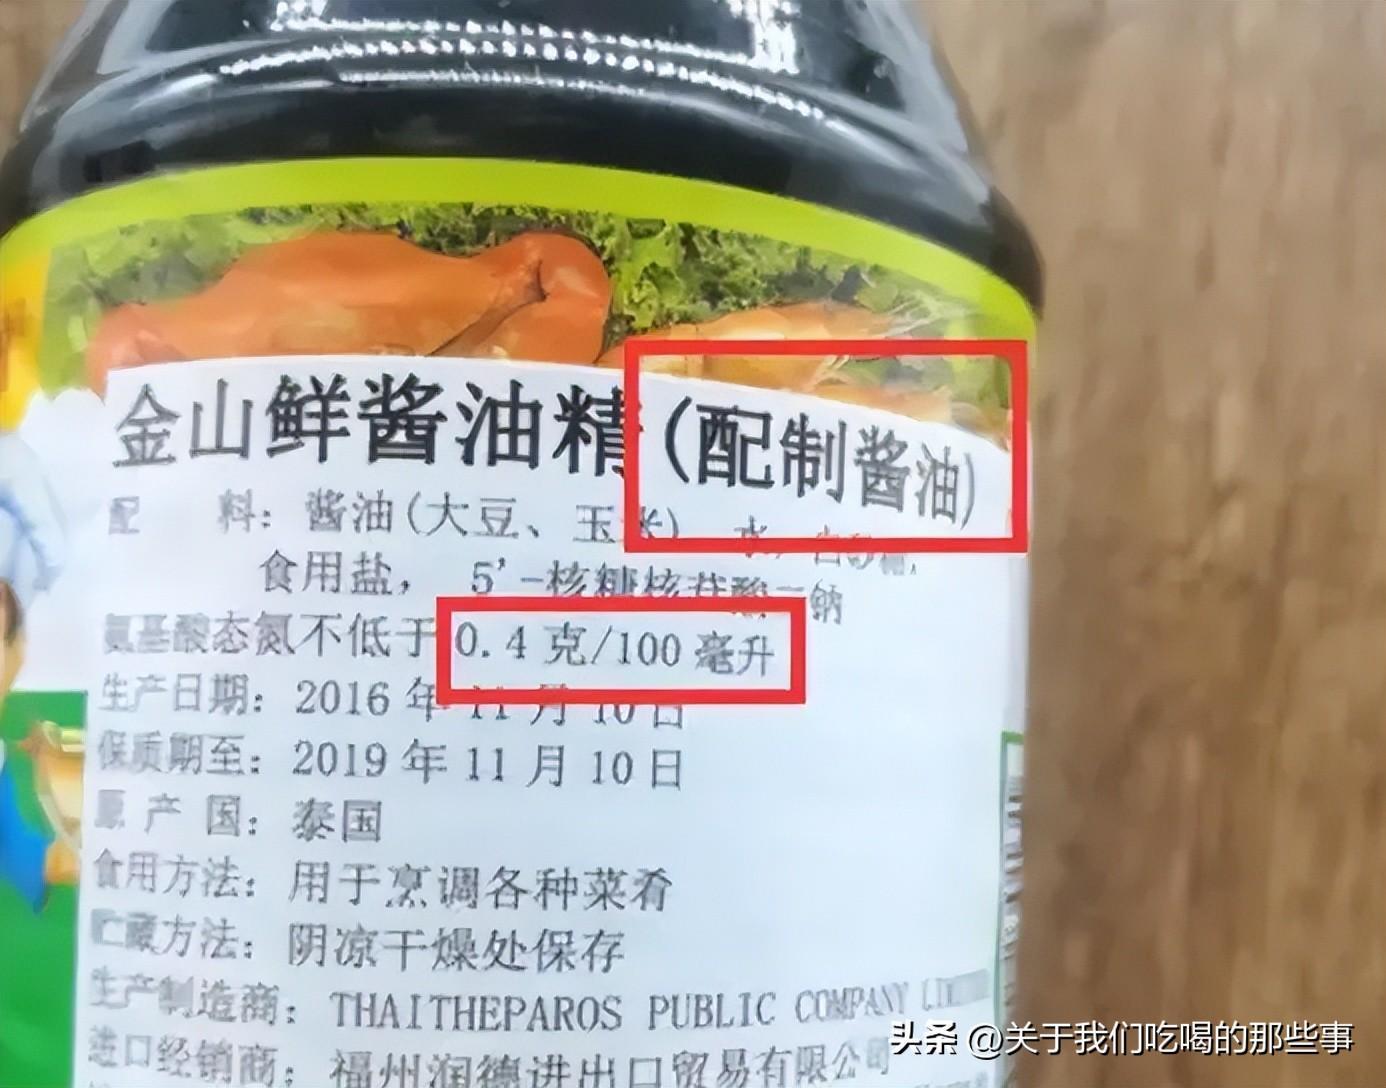 金山鲜酱油精(配制酱油)
配 料: 酱油(大豆、玉米) 水, 白砂糖,
食用盐, 5'-核糖核苷酸二钠
氨基酸态氮不低于0.4克/100毫升
生产日期: 2016年11月10日
保质期至: 2019年11月10日
原产国: 泰国
食用方法: 用于烹调各种菜肴
贮藏方法: 阴凉干燥处保存
生产制造商: THAITHEPAROS PUBLIC COMPANY LIMITED
进口经销商: 福州润德进出口贸易有限公司
头条 @关于我们吃喝的那些事